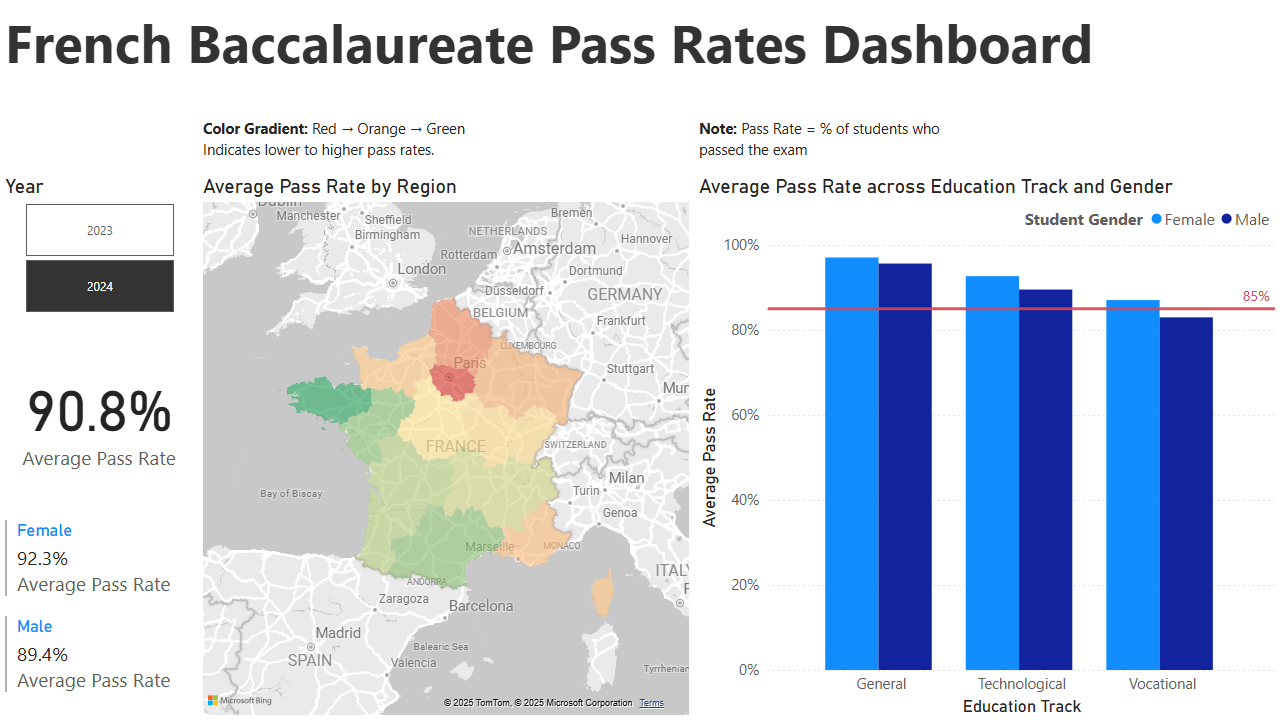 French Baccalaureate Pass Rates Dashboard
Color Gradient: Red → Orange → Green
Indicates lower to higher pass rates.
Note: Pass Rate = % of students who
passed the exam
Year
2023
2024
90.8%
Average Pass Rate
Female
92.3%
Average Pass Rate
Male
89.4%
Average Pass Rate
Average Pass Rate by Region
Dublin
Manchester
Sheffield
Birmingham
London
Bremen
NETHERLANDS
Hannover
Amsterdam
Rotterdam
Dortmund
Düsseldorf
GERMANY
BELGIUM
Frankfurt
LUXEMBOURG
Paris
Stuttgart
Mun
FRANCE
SWITZERLAND
Milan
Turin
Bay of Biscay
Genoa
Marseille
MONACO
ITALY
ANDORRA
Zaragoza
Barcelona
Madrid
Balearic Sea
SPAIN
Valencia
Tyrrhenian
Microsoft Bing
© 2025 TomTom, © 2025 Microsoft Corporation Terms
Average Pass Rate across Education Track and Gender
Student Gender Female Male
100%
85%
80%
60%
40%
20%
0%
Average Pass Rate
General Technological Vocational
Education Track